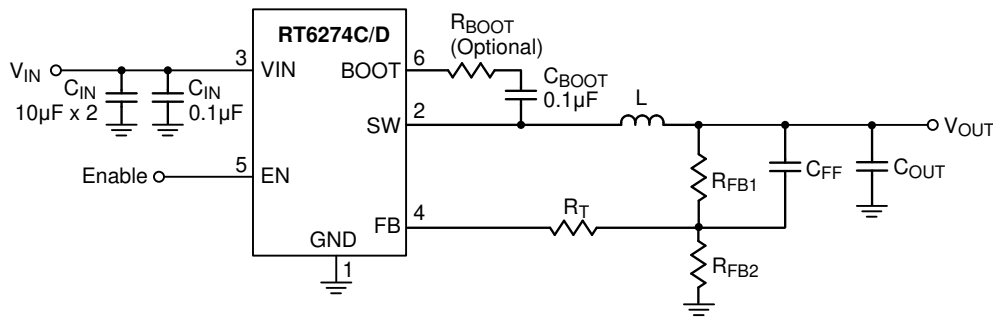 RT6274C/D
R_BOOT
(Optional)
3
VIN
BOOT
6
V_IN
C_IN
10µF x 2
C_IN
0.1µF
C_BOOT
0.1µF
L
SW
2
V_OUT
Enable
5
EN
R_FB1
C_FF
C_OUT
R_T
FB
4
GND
1
R_FB2